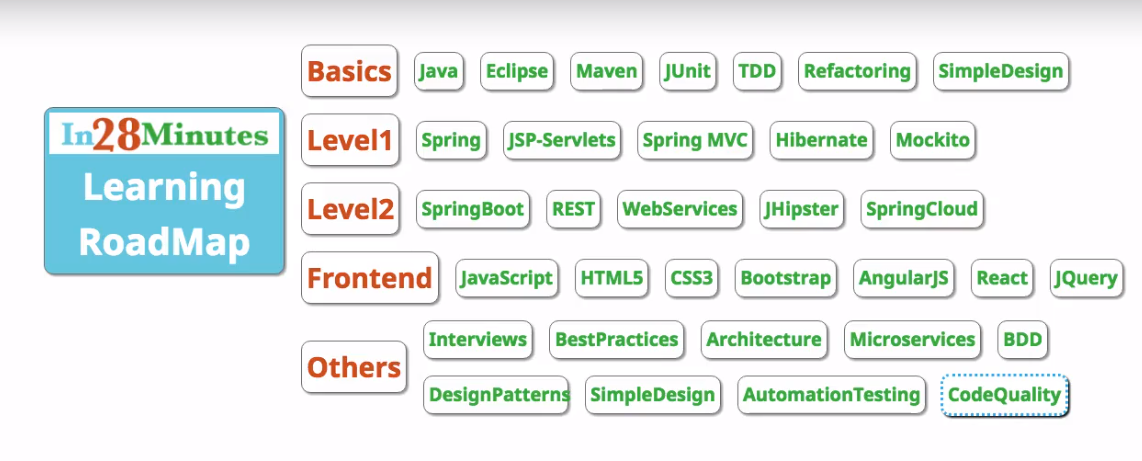 In28Minutes
Learning
RoadMap
Basics Java Eclipse Maven JUnit TDD Refactoring SimpleDesign
Level1 Spring JSP-Servlets Spring MVC Hibernate Mockito
Level2 SpringBoot REST WebServices JHipster SpringCloud
Frontend JavaScript HTML5 CSS3 Bootstrap AngularJS React JQuery
Others
Interviews BestPractices Architecture Microservices BDD
DesignPatterns SimpleDesign AutomationTesting CodeQuality